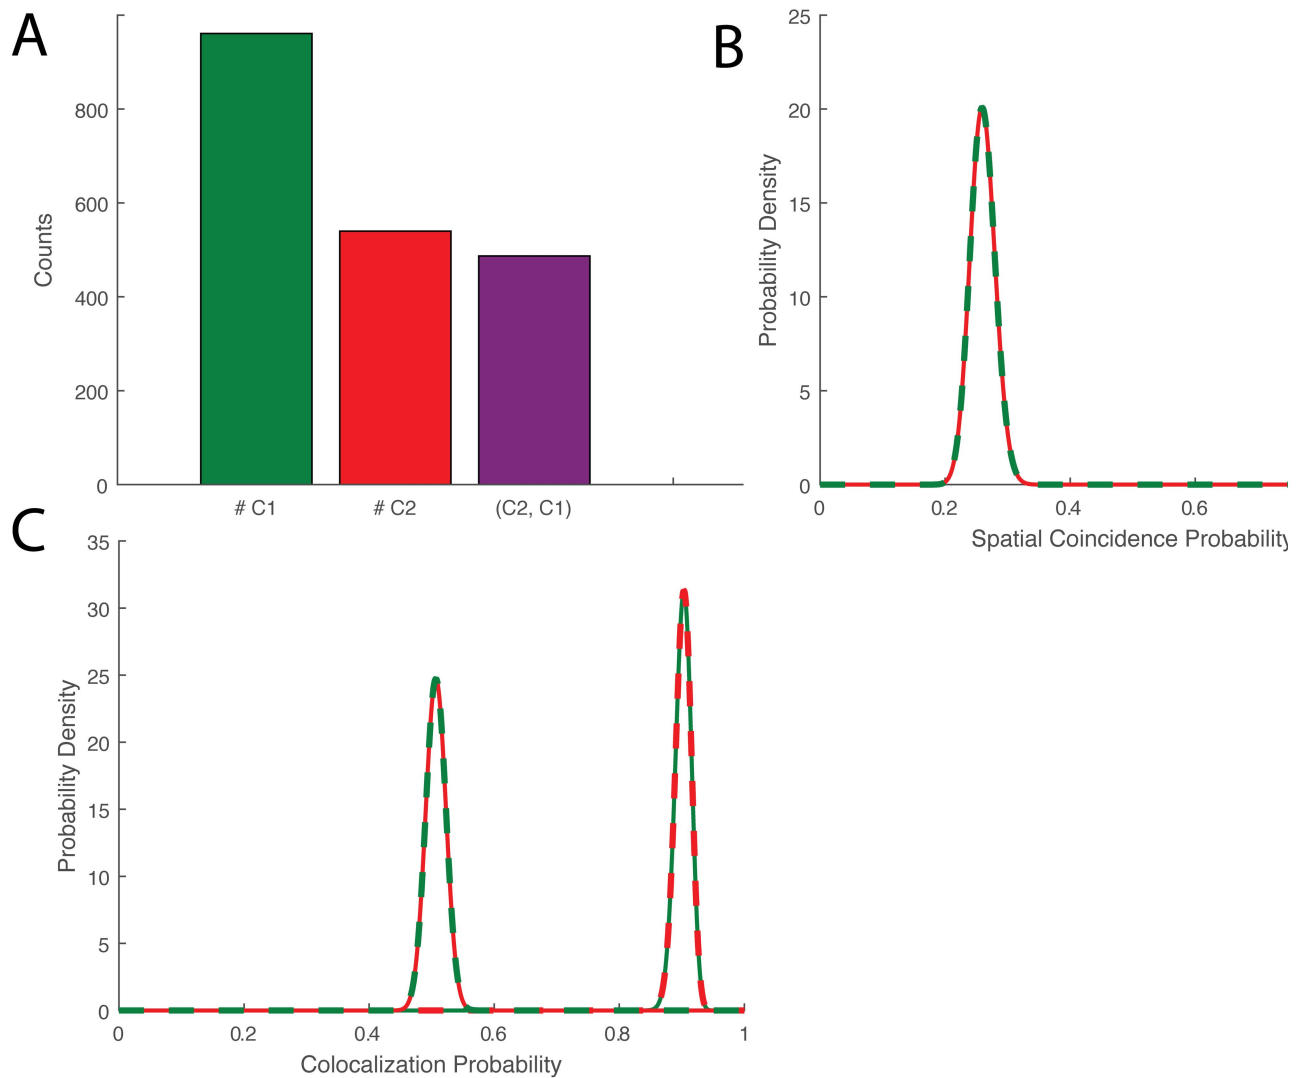 A
Counts
800
600
400
200
0
# C1
# C2
(C2, C1)
B
Probability Density
25
20
15
10
5
0
0
0.2
0.4
0.6
Spatial Coincidence Probability
C
Probability Density
35
30
25
20
15
10
5
0
0
0.2
0.4
0.6
0.8
1
Colocalization Probability